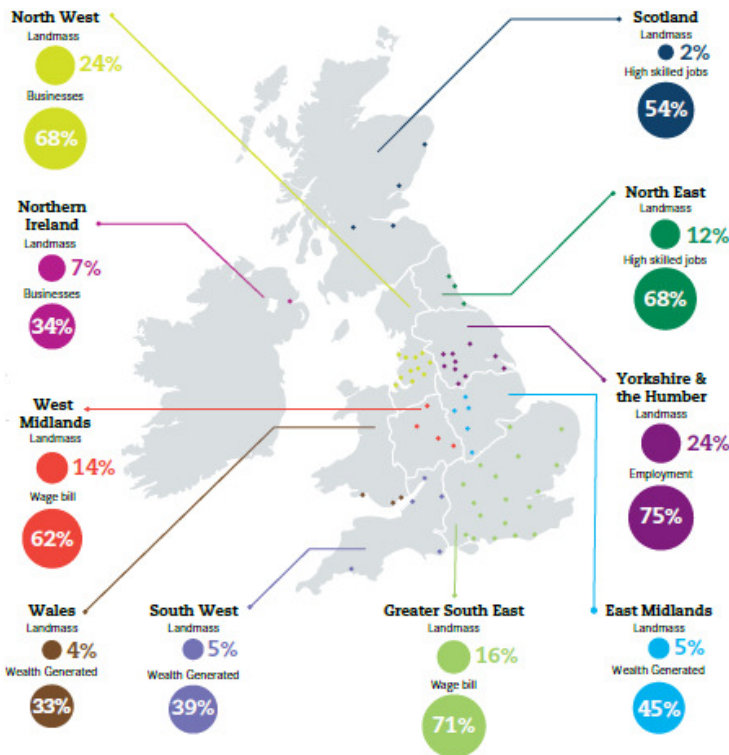 North West
Landmass
24%
Businesses
68%
Northern
Ireland
Landmass
7%
Businesses
34%
West
Midlands
Landmass
14%
Wage bill
62%
Wales
Landmass
4%
Wealth Generated
33%
South West
Landmass
5%
Wealth Generated
39%
Greater South East
Landmass
16%
Wage bill
71%
East Midlands
Landmass
5%
Wealth Generated
45%
Scotland
Landmass
2%
High skilled jobs
54%
North East
Landmass
12%
High skilled jobs
68%
Yorkshire &
the Humber
Landmass
24%
Employment
75%